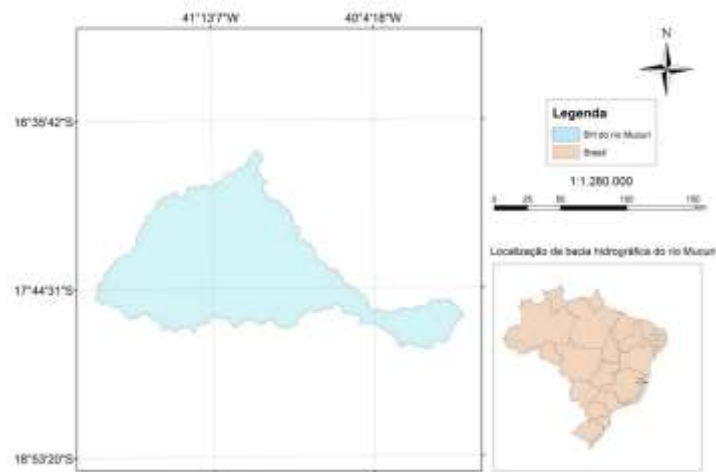 41°13'7"W 40°4'18"W
N
16°35'42"S
Legenda
BH do rio Mucuri
Brasil
1:1.280.000
0 25 50 100 150
Localização da bacia hidrográfica do rio Mucuri
17°44'31"S
18°53'20"S